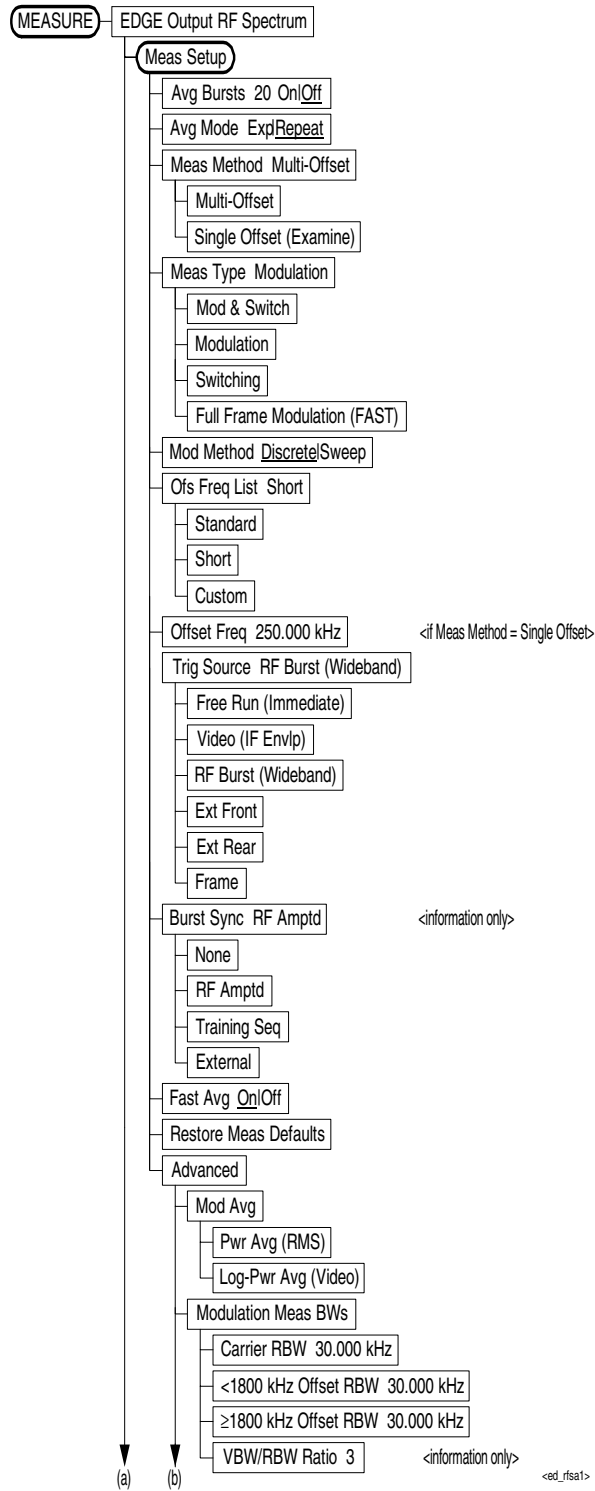 MEASURE EDGE Output RF Spectrum
Meas Setup
Avg Bursts 20 On|Off
Avg Mode Exp|Repeat
Meas Method Multi-Offset
Multi-Offset
Single Offset (Examine)
Meas Type Modulation
Mod & Switch
Modulation
Switching
Full Frame Modulation (FAST)
Mod Method Discrete|Sweep
Ofs Freq List Short
Standard
Short
Custom
Offset Freq 250.000 kHz <if Meas Method = Single Offset>
Trig Source RF Burst (Wideband)
Free Run (Immediate)
Video (IF Envlp)
RF Burst (Wideband)
Ext Front
Ext Rear
Frame
Burst Sync RF Amptd <information only>
None
RF Amptd
Training Seq
External
Fast Avg On|Off
Restore Meas Defaults
Advanced
Mod Avg
Pwr Avg (RMS)
Log-Pwr Avg (Video)
Modulation Meas BWs
Carrier RBW 30.000 kHz
<1800 kHz Offset RBW 30.000 kHz
≥1800 kHz Offset RBW 30.000 kHz
VBW/RBW Ratio 3 <information only>
(a) (b) <ed_rfsa1>